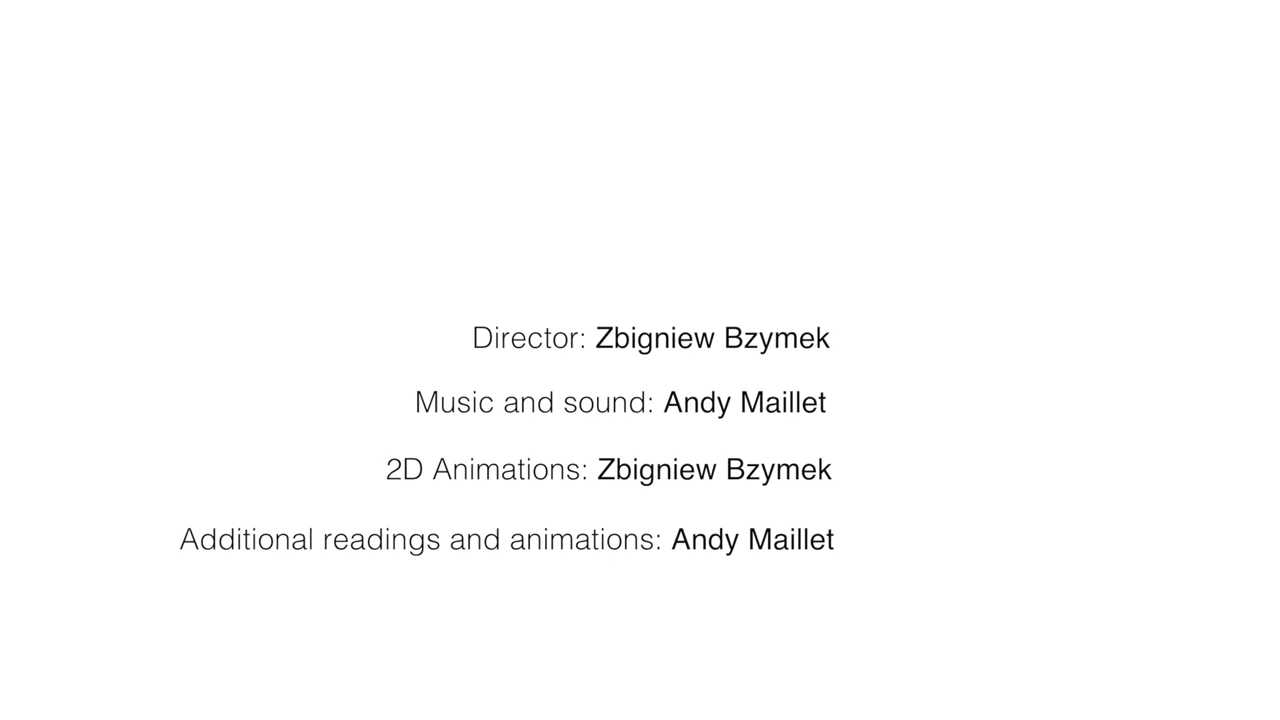 Director: Zbigniew Bzymek
Music and sound: Andy Maillet
2D Animations: Zbigniew Bzymek
Additional readings and animations: Andy Maillet